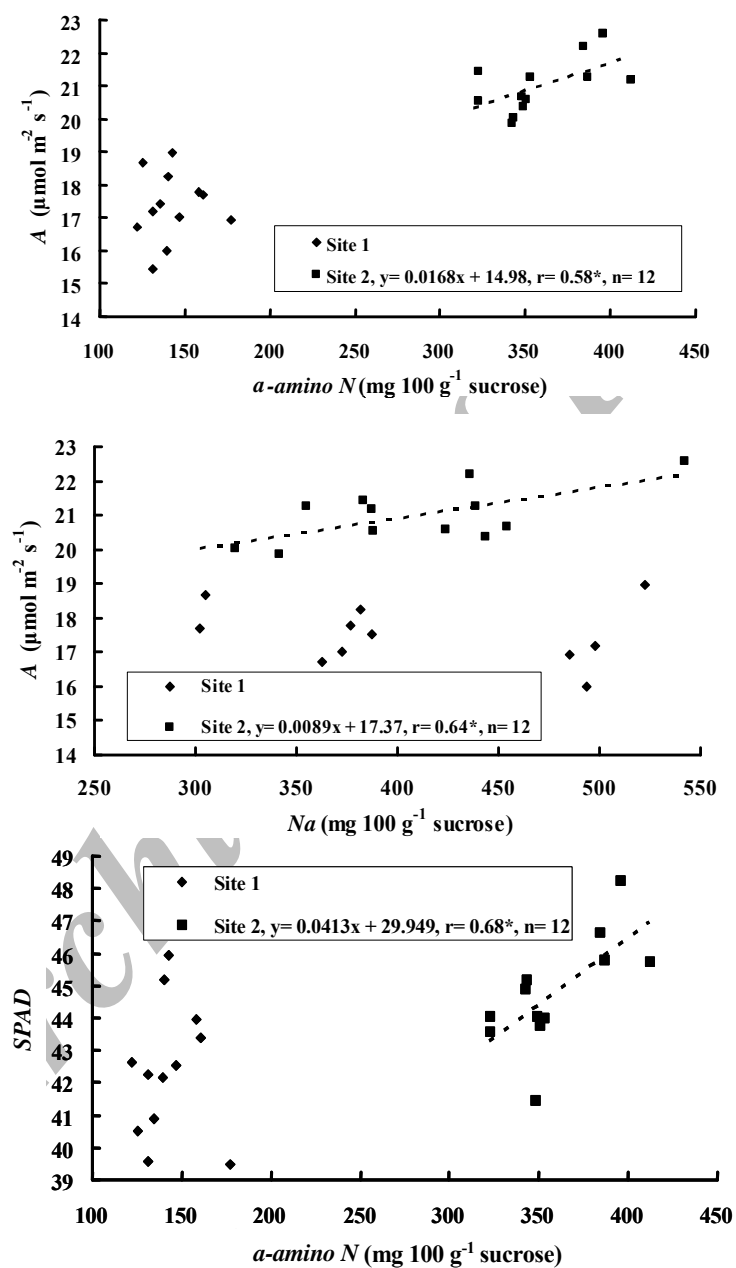 23
22
21
20
19
18
17
16
15
14
A (µmol m⁻² s⁻¹)
Site 1
Site 2, y= 0.0168x + 14.98, r= 0.58*, n= 12
100 150 200 250 300 350 400 450
a-amino N (mg 100 g⁻¹ sucrose)
23
22
21
20
19
18
17
16
15
14
A (µmol m⁻² s⁻¹)
Site 1
Site 2, y= 0.0089x + 17.37, r= 0.64*, n= 12
250 300 350 400 450 500 550
Na (mg 100 g⁻¹ sucrose)
49
48
47
46
45
44
43
42
41
40
39
SPAD
Site 1
Site 2, y= 0.0413x + 29.949, r= 0.68*, n= 12
100 150 200 250 300 350 400 450
a-amino N (mg 100 g⁻¹ sucrose)